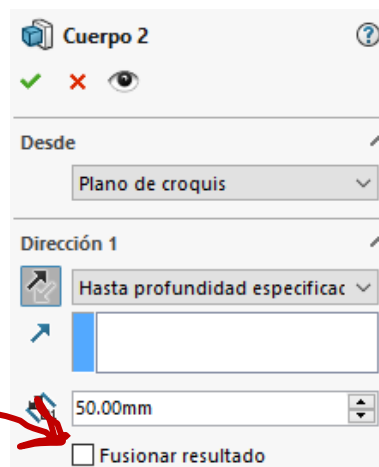 Cuerpo 2
Desde
Plano de croquis
Dirección 1
Hasta profundidad especificac
50.00mm
Fusionar resultado